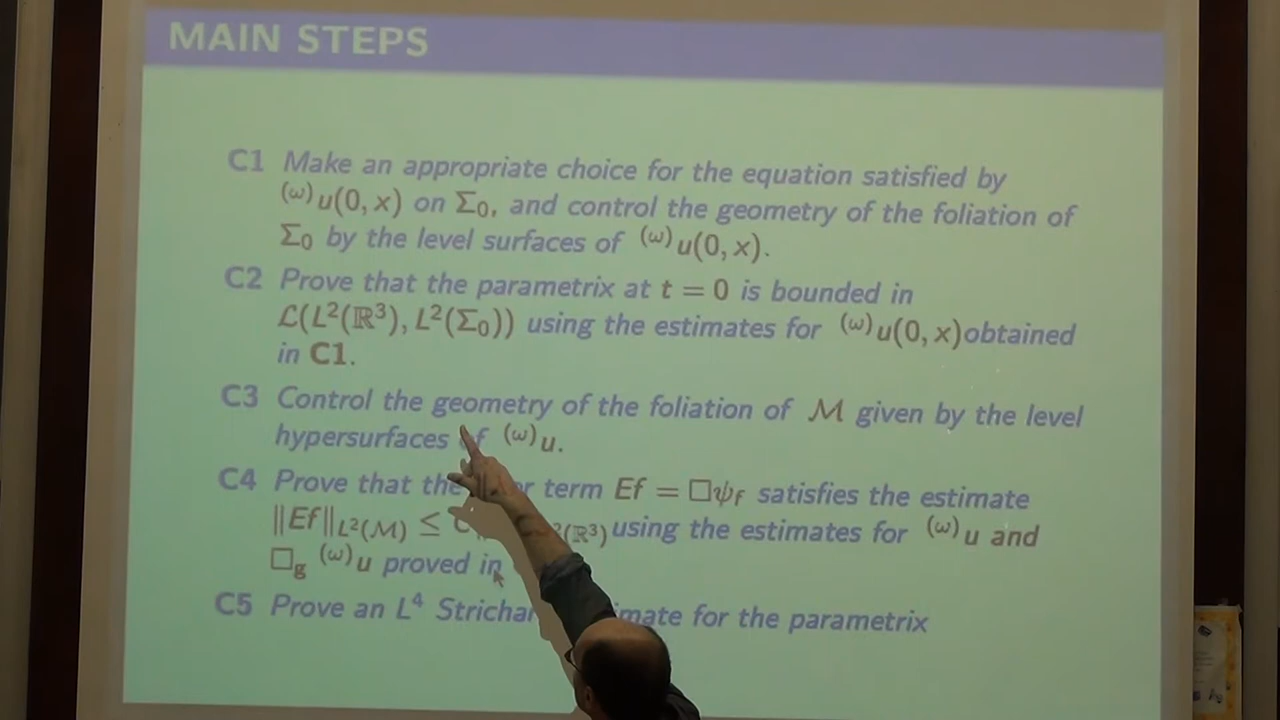 MAIN STEPS
C1 Make an appropriate choice for the equation satisfied by
(ω)u(0, x) on Σ₀, and control the geometry of the foliation of
Σ₀ by the level surfaces of (ω)u(0, x).
C2 Prove that the parametrix at t = 0 is bounded in
ℒ(L²(ℝ³), L²(Σ₀)) using the estimates for (ω)u(0, x)obtained
in C1.
C3 Control the geometry of the foliation of ℳ given by the level
hypersurfaces of (ω)u.
C4 Prove that the term Ef = □ψ_f satisfies the estimate
‖Ef‖_L²(ℳ) ≤ using the estimates for (ω)u and
□_g (ω)u proved in
C5 Prove an L⁴ for the parametrix